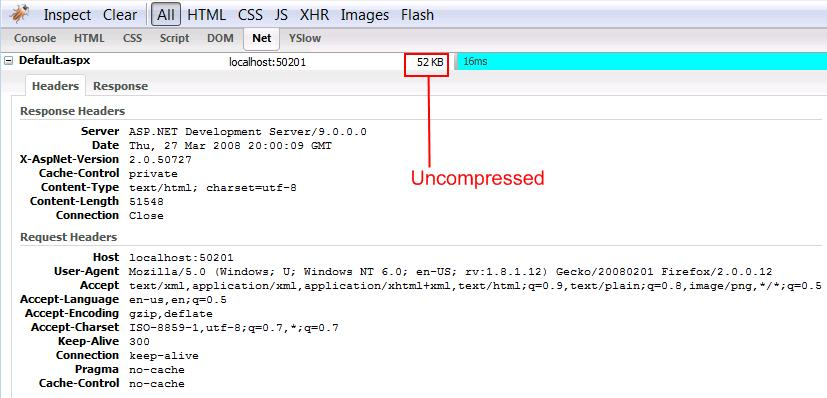 Inspect Clear All HTML CSS JS XHR Images Flash
Console HTML CSS Script DOM Net YSlow
Default.aspx localhost:50201 52 KB 16ms
Headers Response
Uncompressed
Response Headers
Server ASP.NET Development Server/9.0.0.0
Date Thu, 27 Mar 2008 20:00:09 GMT
X-AspNet-Version 2.0.50727
Cache-Control private
Content-Type text/html; charset=utf-8
Content-Length 51548
Connection Close
Request Headers
Host localhost:50201
User-Agent Mozilla/5.0 (Windows; U; Windows NT 6.0; en-US; rv:1.8.1.12) Gecko/20080201 Firefox/2.0.0.12
Accept text/xml,application/xml,application/xhtml+xml,text/html;q=0.9,text/plain;q=0.8,image/png,*/*;q=0.5
Accept-Language en-us,en;q=0.5
Accept-Encoding gzip,deflate
Accept-Charset ISO-8859-1,utf-8;q=0.7,*;q=0.7
Keep-Alive 300
Connection keep-alive
Pragma no-cache
Cache-Control no-cache